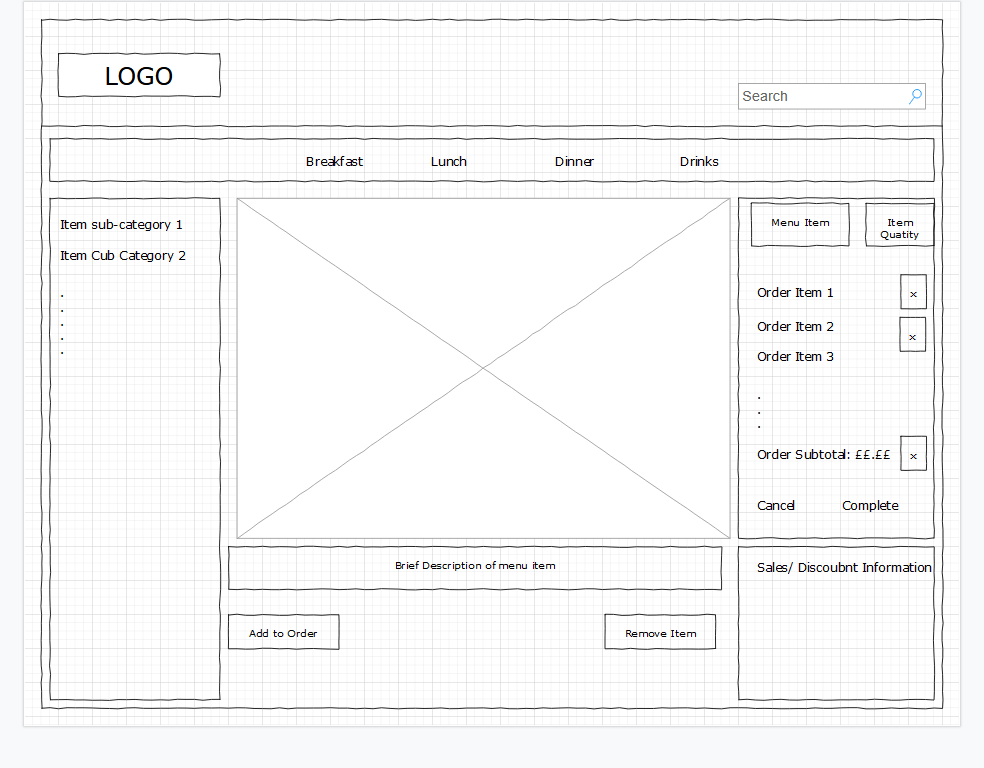 LOGO
Search
Breakfast Lunch Dinner Drinks
Item sub-category 1
Item Cub Category 2
.
.
.
.
.
Menu Item
Item
Quatity
Order Item 1 x
Order Item 2 x
Order Item 3
.
.
.
Order Subtotal: ££.££ x
Cancel Complete
Brief Description of menu item
Sales/ Discoubnt Information
Add to Order Remove Item